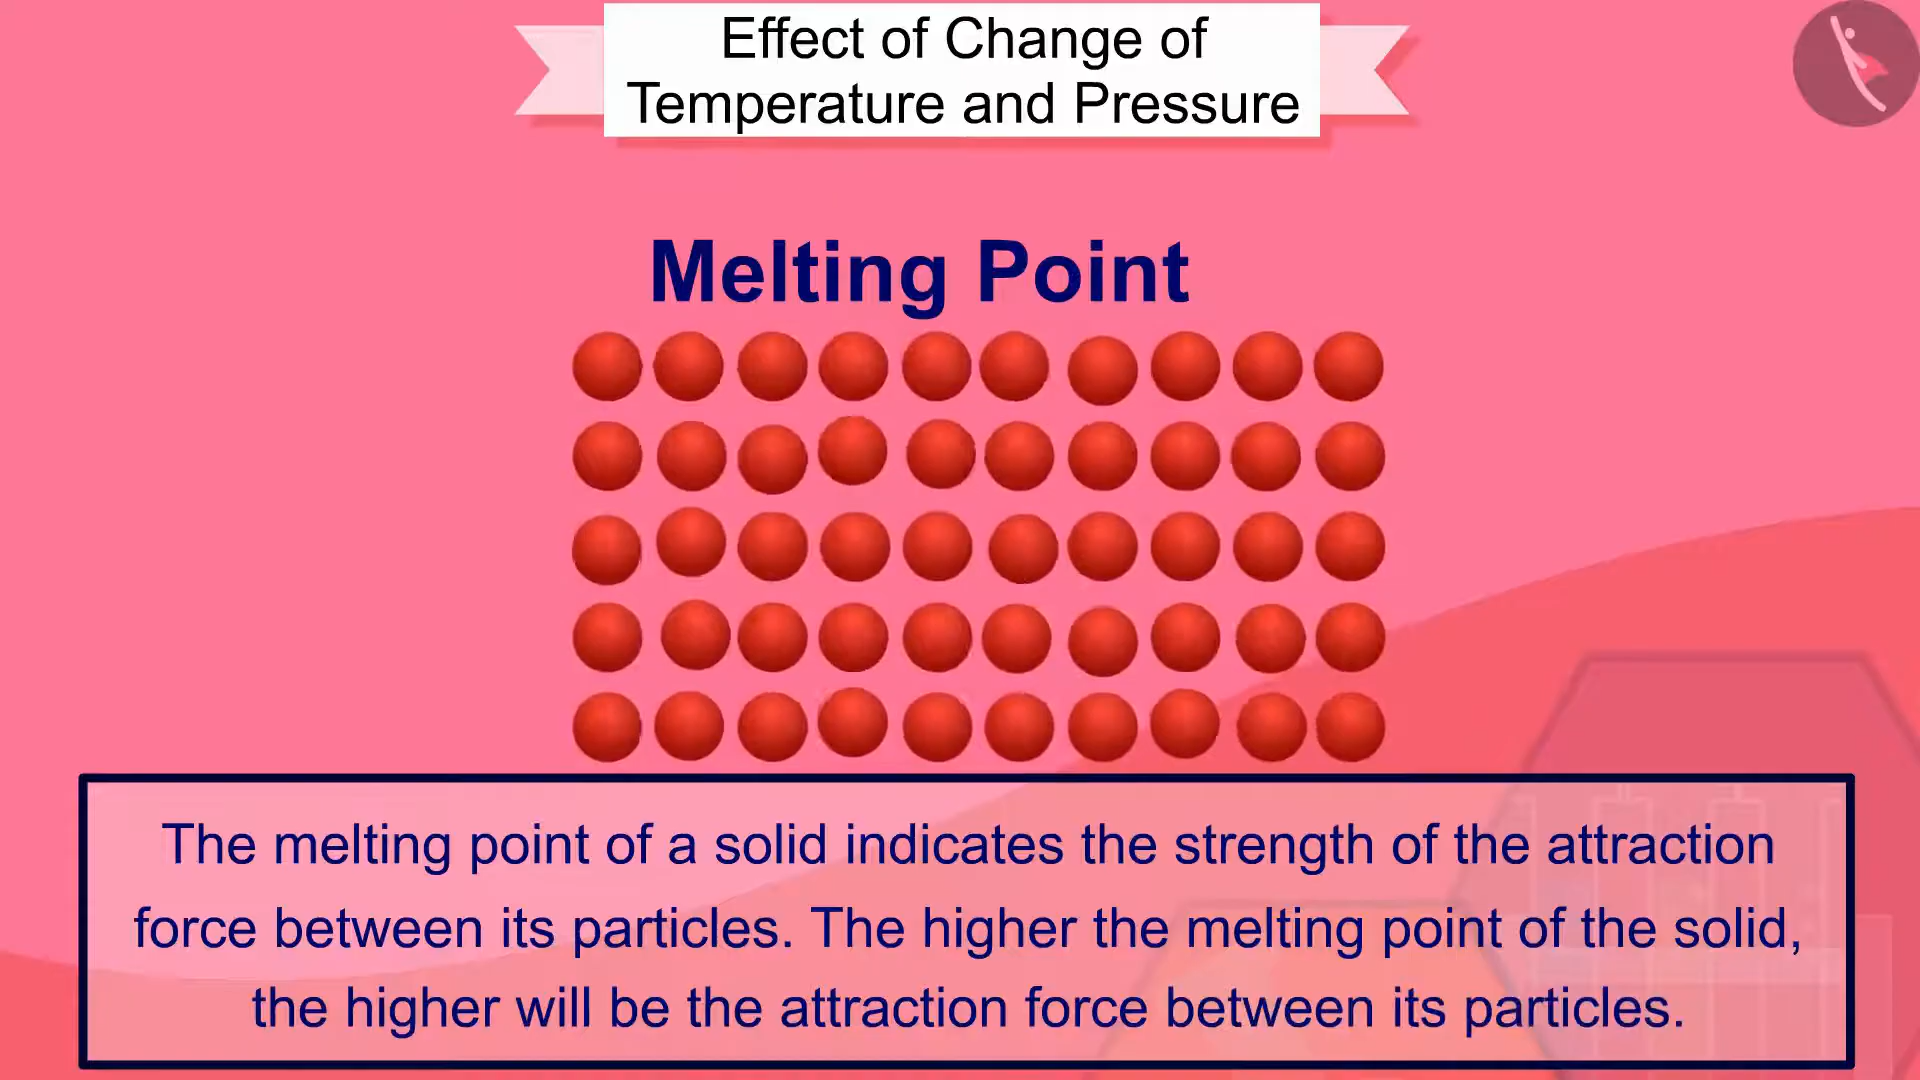 Effect of Change of
Temperature and Pressure
Melting Point
The melting point of a solid indicates the strength of the attraction
force between its particles. The higher the melting point of the solid,
the higher will be the attraction force between its particles.